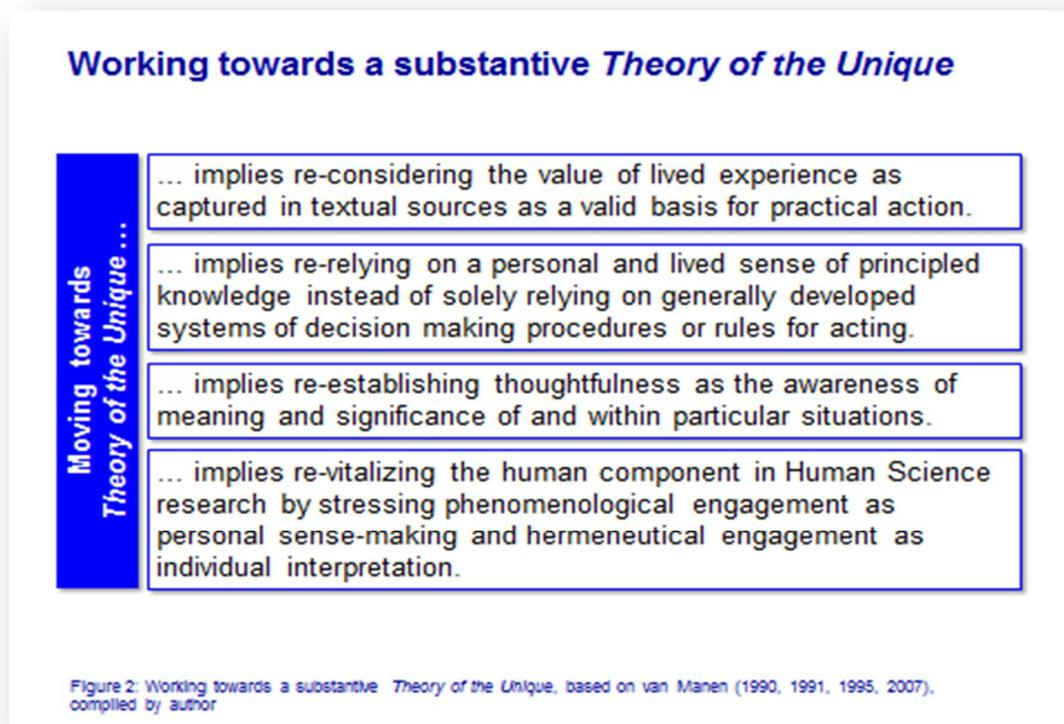 Working towards a substantive Theory of the Unique
Moving towards
Theory of the Unique ...
... implies re-considering the value of lived experience as
captured in textual sources as a valid basis for practical action.
... implies re-relying on a personal and lived sense of principled
knowledge instead of solely relying on generally developed
systems of decision making procedures or rules for acting.
... implies re-establishing thoughtfulness as the awareness of
meaning and significance of and within particular situations.
... implies re-vitalizing the human component in Human Science
research by stressing phenomenological engagement as
personal sense-making and hermeneutical engagement as
individual interpretation.
Figure 2: Working towards a substantive Theory of the Unique, based on van Manen (1990, 1991, 1995, 2007),
compiled by author